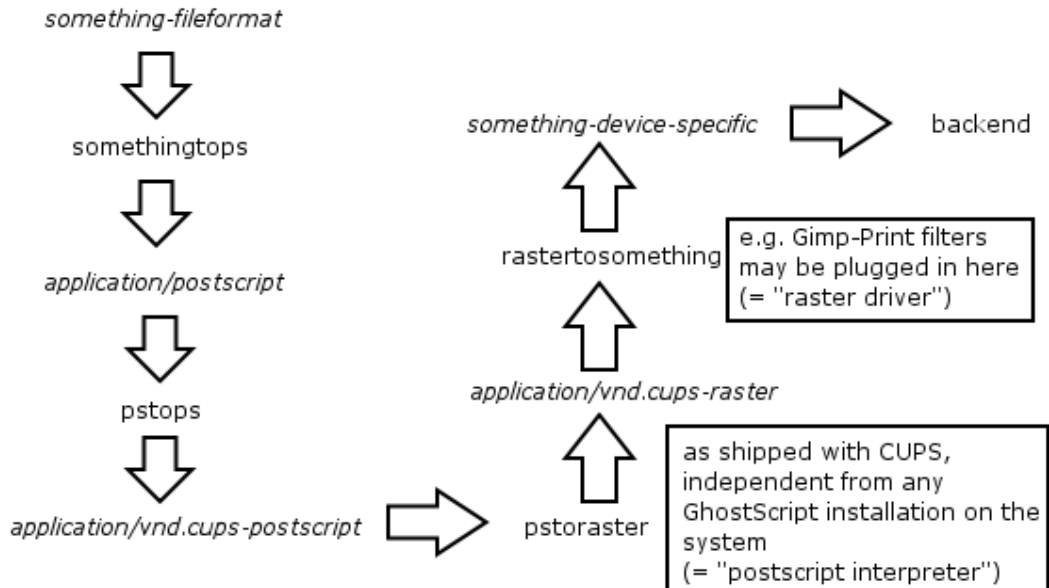 something-fileformat
somethingtops
application/postscript
pstops
application/vnd.cups-postscript
pstoraster
as shipped with CUPS,
independent from any
GhostScript installation on the
system
(= "postscript interpreter")
application/vnd.cups-raster
rastertosomething
e.g. Gimp-Print filters
may be plugged in here
(= "raster driver")
something-device-specific
backend